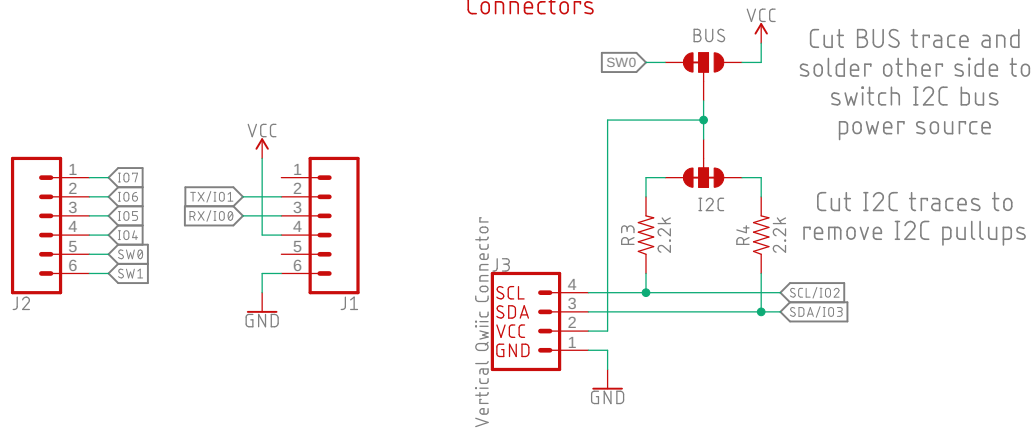 Connectors
VCC
BUS
SW0
Cut BUS trace and
solder other side to
switch I2C bus
power source
I2C
R3
2.2k
R4
2.2k
Cut I2C traces to
remove I2C pullups
1
2
3
4
5
6
IO7
IO6
IO5
IO4
SW0
SW1
J2
VCC
TX/IO1
RX/IO0
1
2
3
4
5
6
GND
J1
Vertical Qwiic Connector
J3
SCL
SDA
VCC
GND
4
3
2
1
SCL/IO2
SDA/IO3
GND